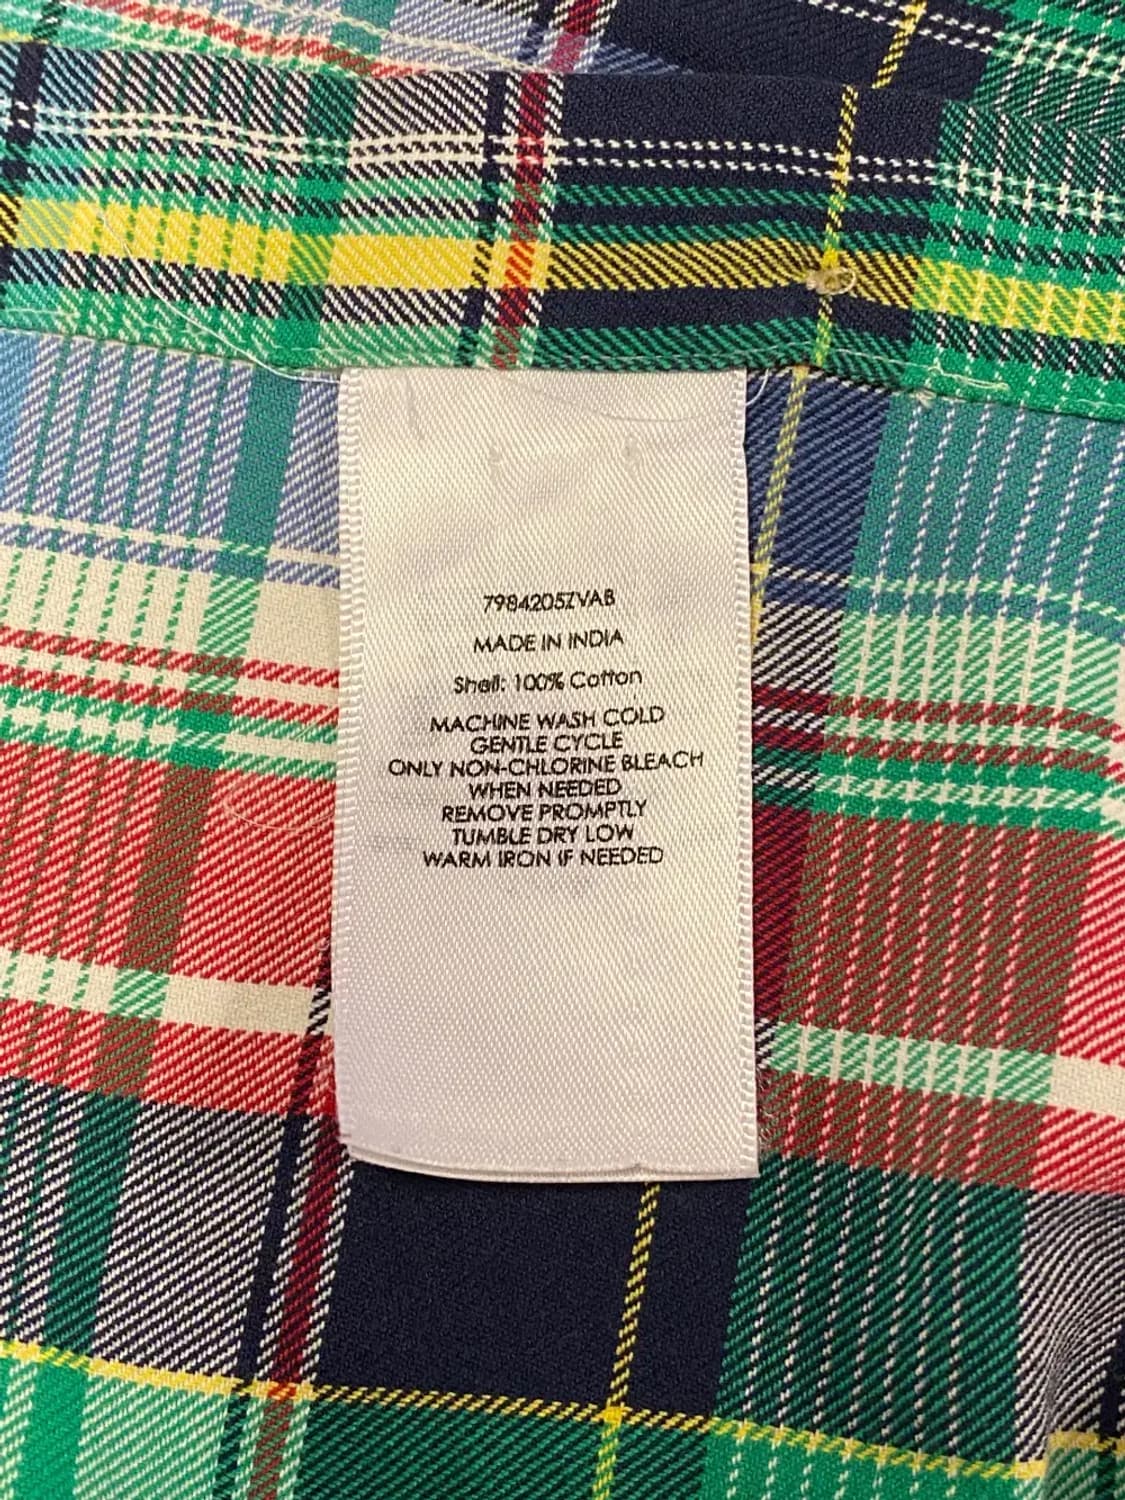 7984205ZVAB
MADE IN INDIA
Shell: 100% Cotton
MACHINE WASH COLD
GENTLE CYCLE
ONLY NON-CHLORINE BLEACH
WHEN NEEDED
REMOVE PROMPTLY
TUMBLE DRY LOW
WARM IRON IF NEEDED